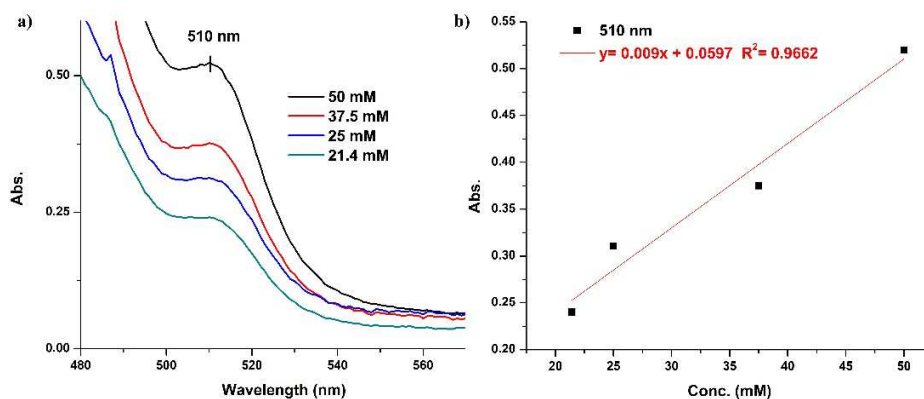 a)
510 nm
50 mM
37.5 mM
25 mM
21.4 mM
0.50
0.25
0.00
Abs.
480 500 520 540 560
Wavelength (nm)
b)
510 nm
y= 0.009x + 0.0597 R²= 0.9662
0.55
0.50
0.45
0.40
0.35
0.30
0.25
0.20
Abs.
20 25 30 35 40 45 50
Conc. (mM)